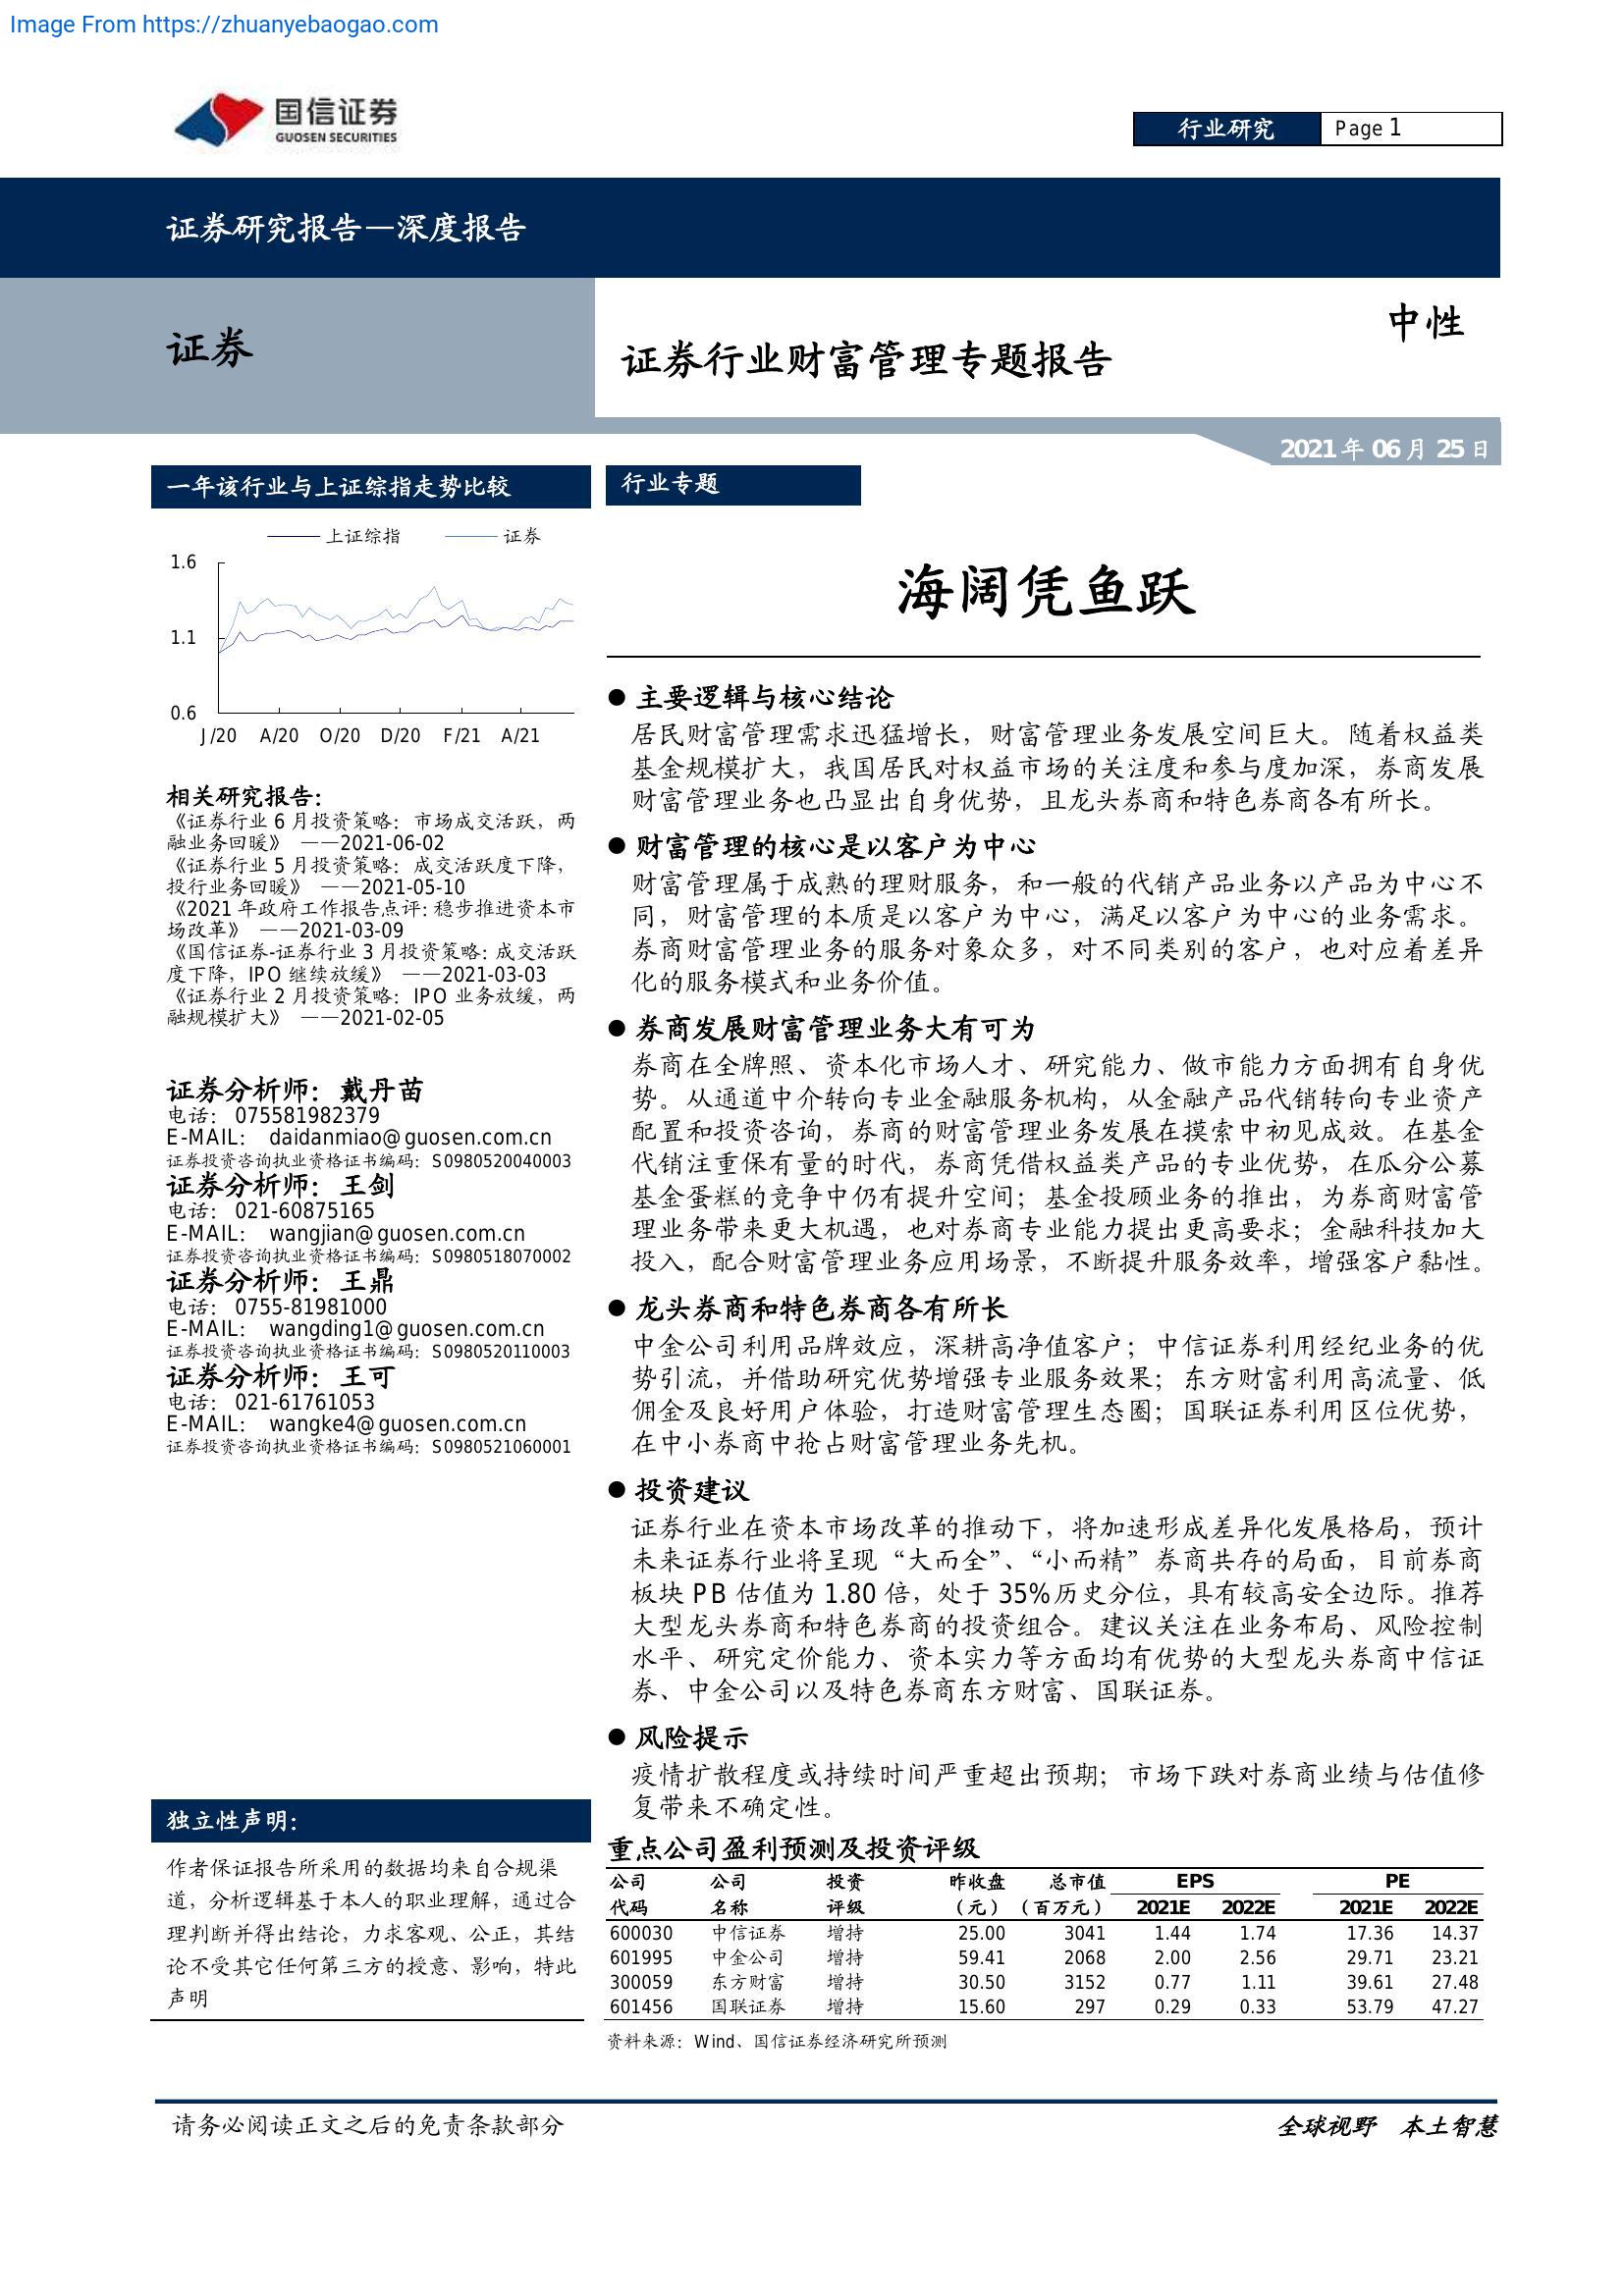 Image From https://zhuanyebaogao.com
国信证券
GUOSEN SECURITIES
行业研究 Page 1
证券研究报告—深度报告
证券
中性
证券行业财富管理专题报告
2021 年 06 月 25 日
一年该行业与上证综指走势比较
上证综指 证券
1.6
1.1
0.6
J/20 A/20 O/20 D/20 F/21 A/21
相关研究报告：
《证券行业 6 月投资策略：市场成交活跃，两
融业务回暖》 ——2021-06-02
《证券行业 5 月投资策略：成交活跃度下降，
投行业务回暖》 ——2021-05-10
《2021 年政府工作报告点评：稳步推进资本市
场改革》 ——2021-03-09
《国信证券-证券行业 3 月投资策略：成交活跃
度下降，IPO 继续放缓》 ——2021-03-03
《证券行业 2 月投资策略：IPO 业务放缓，两
融规模扩大》 ——2021-02-05
证券分析师：戴丹苗
电话：075581982379
E-MAIL：daidanmiao@guosen.com.cn
证券投资咨询执业资格证书编码：S0980520040003
证券分析师：王剑
电话：021-60875165
E-MAIL：wangjian@guosen.com.cn
证券投资咨询执业资格证书编码：S0980518070002
证券分析师：王鼎
电话：0755-81981000
E-MAIL：wangding1@guosen.com.cn
证券投资咨询执业资格证书编码：S0980520110003
证券分析师：王可
电话：021-61761053
E-MAIL：wangke4@guosen.com.cn
证券投资咨询执业资格证书编码：S0980521060001
独立性声明：
作者保证报告所采用的数据均来自合规渠
道，分析逻辑基于本人的职业理解，通过合
理判断并得出结论，力求客观、公正，其结
论不受其它任何第三方的授意、影响，特此
声明
行业专题
海阔凭鱼跃
● 主要逻辑与核心结论
居民财富管理需求迅猛增长，财富管理业务发展空间巨大。随着权益类
基金规模扩大，我国居民对权益市场的关注度和参与度加深，券商发展
财富管理业务也凸显出自身优势，且龙头券商和特色券商各有所长。
● 财富管理的核心是以客户为中心
财富管理属于成熟的理财服务，和一般的代销产品业务以产品为中心不
同，财富管理的本质是以客户为中心，满足以客户为中心的业务需求。
券商财富管理业务的服务对象众多，对不同类别的客户，也对应着差异
化的服务模式和业务价值。
● 券商发展财富管理业务大有可为
券商在全牌照、资本化市场人才、研究能力、做市能力方面拥有自身优
势。从通道中介转向专业金融服务机构，从金融产品代销转向专业资产
配置和投资咨询，券商的财富管理业务发展在摸索中初见成效。在基金
代销注重保有量的时代，券商凭借权益类产品的专业优势，在瓜分公募
基金蛋糕的竞争中仍有提升空间；基金投顾业务的推出，为券商财富管
理业务带来更大机遇，也对券商专业能力提出更高要求；金融科技加大
投入，配合财富管理业务应用场景，不断提升服务效率，增强客户黏性。
● 龙头券商和特色券商各有所长
中金公司利用品牌效应，深耕高净值客户；中信证券利用经纪业务的优
势引流，并借助研究优势增强专业服务效果；东方财富利用高流量、低
佣金及良好用户体验，打造财富管理生态圈；国联证券利用区位优势，
在中小券商中抢占财富管理业务先机。
● 投资建议
证券行业在资本市场改革的推动下，将加速形成差异化发展格局，预计
未来证券行业将呈现“大而全”、“小而精”券商共存的局面，目前券商
板块 PB 估值为 1.80 倍，处于 35%历史分位，具有较高安全边际。推荐
大型龙头券商和特色券商的投资组合。建议关注在业务布局、风险控制
水平、研究定价能力、资本实力等方面均有优势的大型龙头券商中信证
券、中金公司以及特色券商东方财富、国联证券。
● 风险提示
疫情扩散程度或持续时间严重超出预期；市场下跌对券商业绩与估值修
复带来不确定性。
重点公司盈利预测及投资评级
公司 公司 投资 昨收盘 总市值 EPS PE
代码 名称 评级 （元） （百万元） 2021E 2022E 2021E 2022E
600030 中信证券 增持 25.00 3041 1.44 1.74 17.36 14.37
601995 中金公司 增持 59.41 2068 2.00 2.56 29.71 23.21
300059 东方财富 增持 30.50 3152 0.77 1.11 39.61 27.48
601456 国联证券 增持 15.60 297 0.29 0.33 53.79 47.27
资料来源：Wind、国信证券经济研究所预测
请务必阅读正文之后的免责条款部分
全球视野 本土智慧